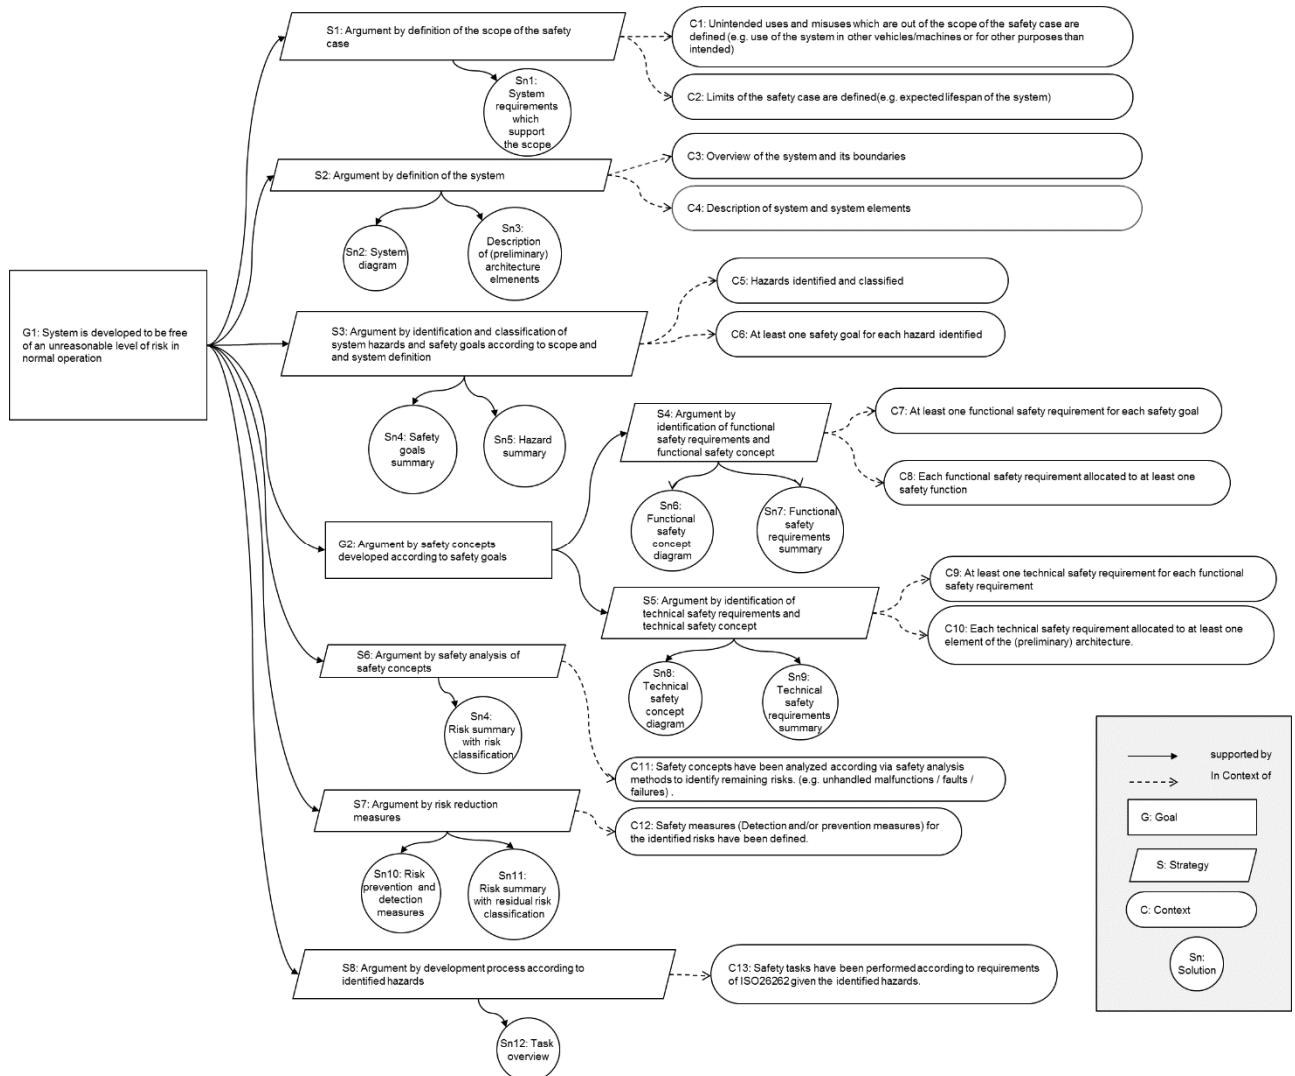 S1: Argument by definition of the scope of the safety
case
C1: Unintended uses and misuses which are out of the scope of the safety case are
defined (e.g. use of the system in other vehicles/machines or for other purposes than
intended)
C2: Limits of the safety case are defined(e.g. expected lifespan of the system)
Sn1:
System
requirements
which
support
the scope
S2: Argument by definition of the system
C3: Overview of the system and its boundaries
C4: Description of system and system elements
Sn2: System
diagram
Sn3:
Description
of (preliminary)
architecture
elmenents
G1: System is developed to be free
of an unreasonable level of risk in
normal operation
S3: Argument by identification and classification of
system hazards and safety goals according to scope and
and system definition
C5: Hazards identified and classified
C6: At least one safety goal for each hazard identified
Sn4: Safety
goals
summary
Sn5: Hazard
summary
G2: Argument by safety concepts
developed according to safety goals
S4: Argument by
identification of functional
safety requirements and
functional safety concept
C7: At least one functional safety requirement for each safety goal
C8: Each functional safety requirement allocated to at least one
safety function
Sn6:
Functional
safety
concept
diagram
Sn7: Functional
safety
requirements
summary
S5: Argument by identification of
technical safety requirements and
technical safety concept
C9: At least one technical safety requirement for each functional
safety requirement
C10: Each technical safety requirement allocated to at least one
element of the (preliminary) architecture.
Sn8:
Technical
safety
concept
diagram
Sn9:
Technical
safety
requirements
summary
S6: Argument by safety analysis of
safety concepts
Sn4:
Risk summary
with risk
classification
C11: Safety concepts have been analyzed according via safety analysis
methods to identify remaining risks. (e.g. unhandled malfunctions / faults /
failures) .
S7: Argument by risk reduction
measures
C12: Safety measures (Detection and/or prevention measures) for
the identified risks have been defined.
Sn10: Risk
prevention and
detection
measures
Sn11:
Risk summary
with residual risk
classification
S8: Argument by development process according to
identified hazards
C13: Safety tasks have been performed according to requirements
of ISO26262 given the identified hazards.
Sn12: Task
overview
supported by
In Context of
G: Goal
S: Strategy
C: Context
Sn:
Solution